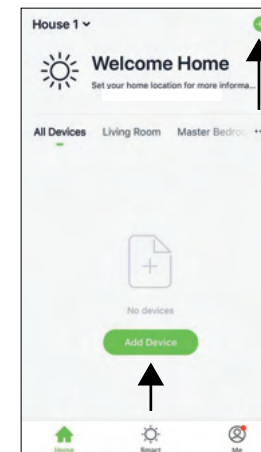 House 1
Welcome Home
Set your home location for more informa...
All Devices Living Room Master Bedro
No devices
Add Device
Home Smart Me